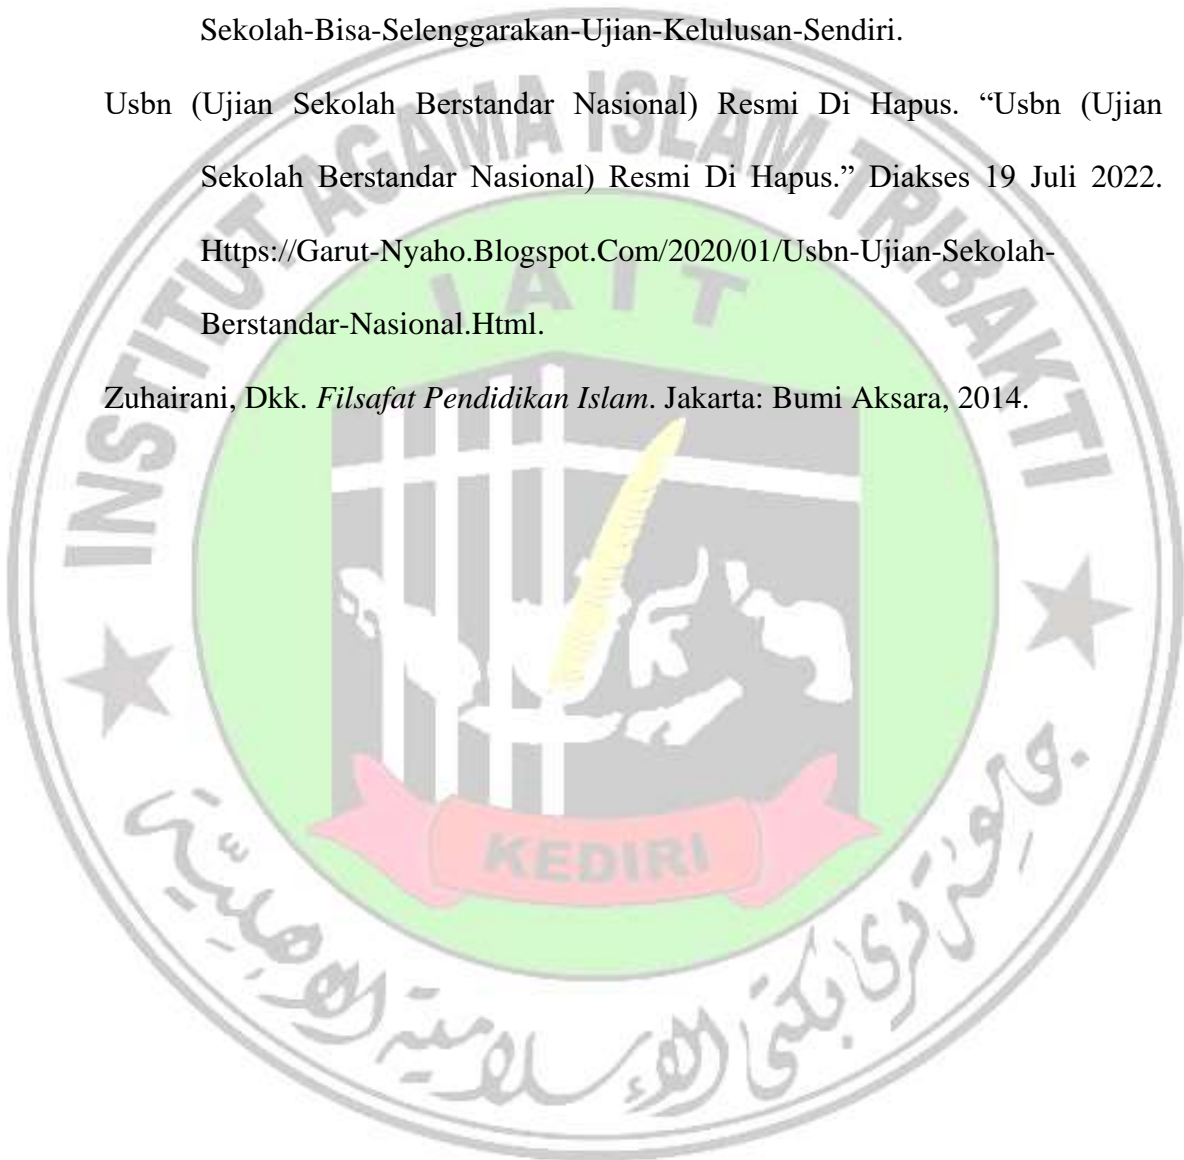 Sekolah-Bisa-Selenggarakan-Ujian-Kelulusan-Sendiri.
Usbn (Ujian Sekolah Berstandar Nasional) Resmi Di Hapus. “Usbn (Ujian
Sekolah Berstandar Nasional) Resmi Di Hapus.” Diakses 19 Juli 2022.
Https://Garut-Nyaho.Blogspot.Com/2020/01/Usbn-Ujian-Sekolah-
Berstandar-Nasional.Html.
Zuhairani, Dkk. Filsafat Pendidikan Islam. Jakarta: Bumi Aksara, 2014.
INSTITUT AGAMA ISLAM TRIBAKTI
IAIT
KEDIRI